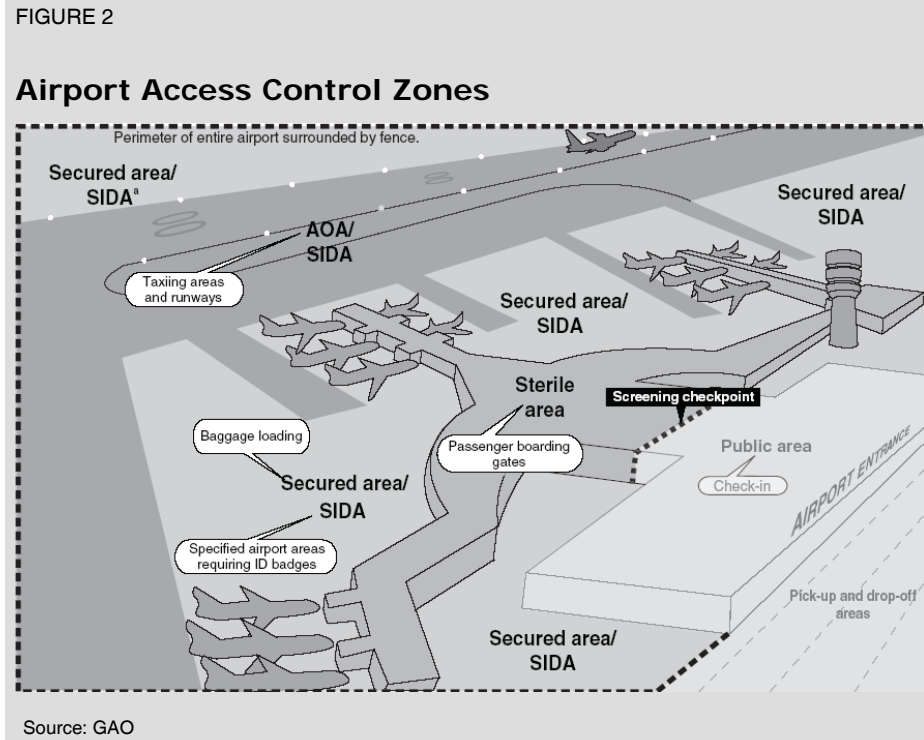 FIGURE 2
Airport Access Control Zones
Perimeter of entire airport surrounded by fence.
Secured area/
SIDAᵃ
Secured area/
SIDA
AOA/
SIDA
Taxiing areas
and runways
Secured area/
SIDA
Sterile
area
Screening checkpoint
Baggage loading
Passenger boarding
gates
Public area
Check-in
AIRPORT ENTRANCE
Secured area/
SIDA
Specified airport areas
requiring ID badges
Pick-up and drop-off
areas
Secured area/
SIDA
Source: GAO